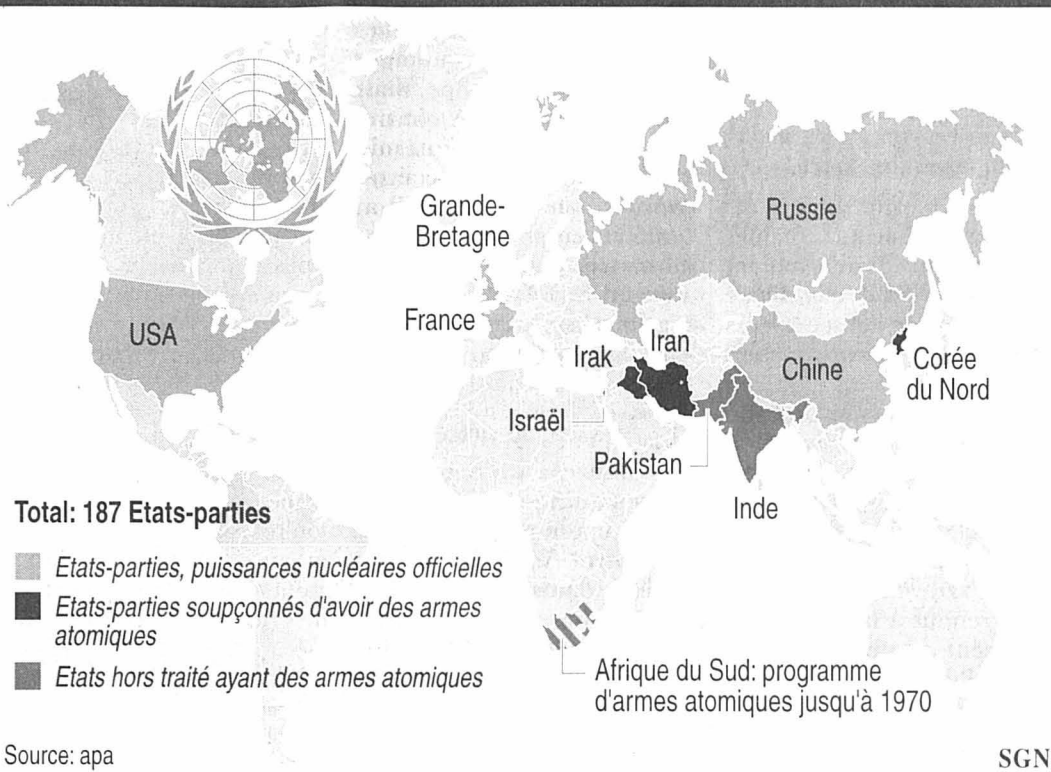 Grande-
Bretagne
Russie
USA
France
Irak
Iran
Chine
Corée
du Nord
Israël
Pakistan
Inde
Total: 187 Etats-parties
Etats-parties, puissances nucléaires officielles
Etats-parties soupçonnés d'avoir des armes
atomiques
Etats hors traité ayant des armes atomiques
Afrique du Sud: programme
d'armes atomiques jusqu'à 1970
Source: apa
SGN